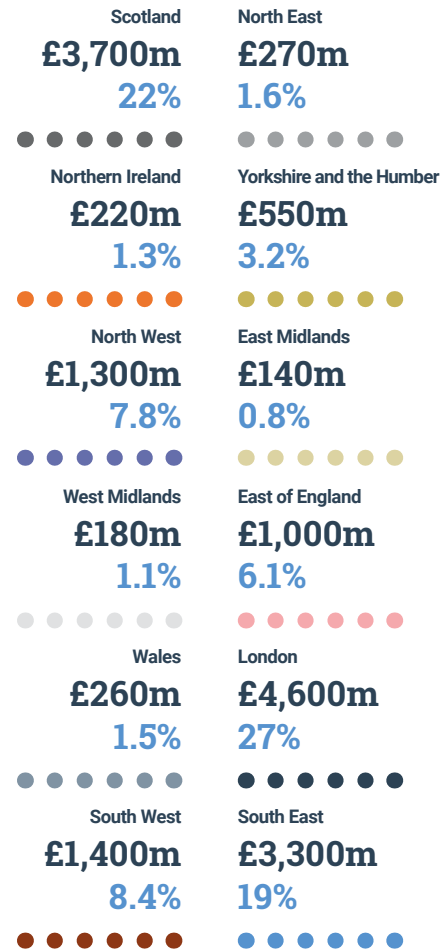 Scotland
£3,700m
22%
North East
£270m
1.6%
Northern Ireland
£220m
1.3%
Yorkshire and the Humber
£550m
3.2%
North West
£1,300m
7.8%
East Midlands
£140m
0.8%
West Midlands
£180m
1.1%
East of England
£1,000m
6.1%
Wales
£260m
1.5%
London
£4,600m
27%
South West
£1,400m
8.4%
South East
£3,300m
19%